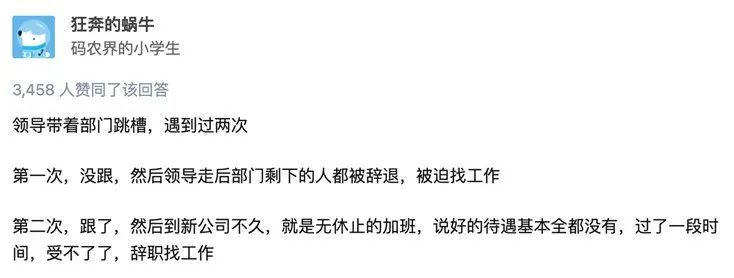 狂奔的蜗牛
码农界的小学生
3,458 人赞同了该回答
领导带着部门跳槽，遇到过两次
第一次，没跟，然后领导走后部门剩下的人都被辞退，被迫找工作
第二次，跟了，然后到新公司不久，就是无休止的加班，说好的待遇基本全都没有，过了一段时
间，受不了了，辞职找工作